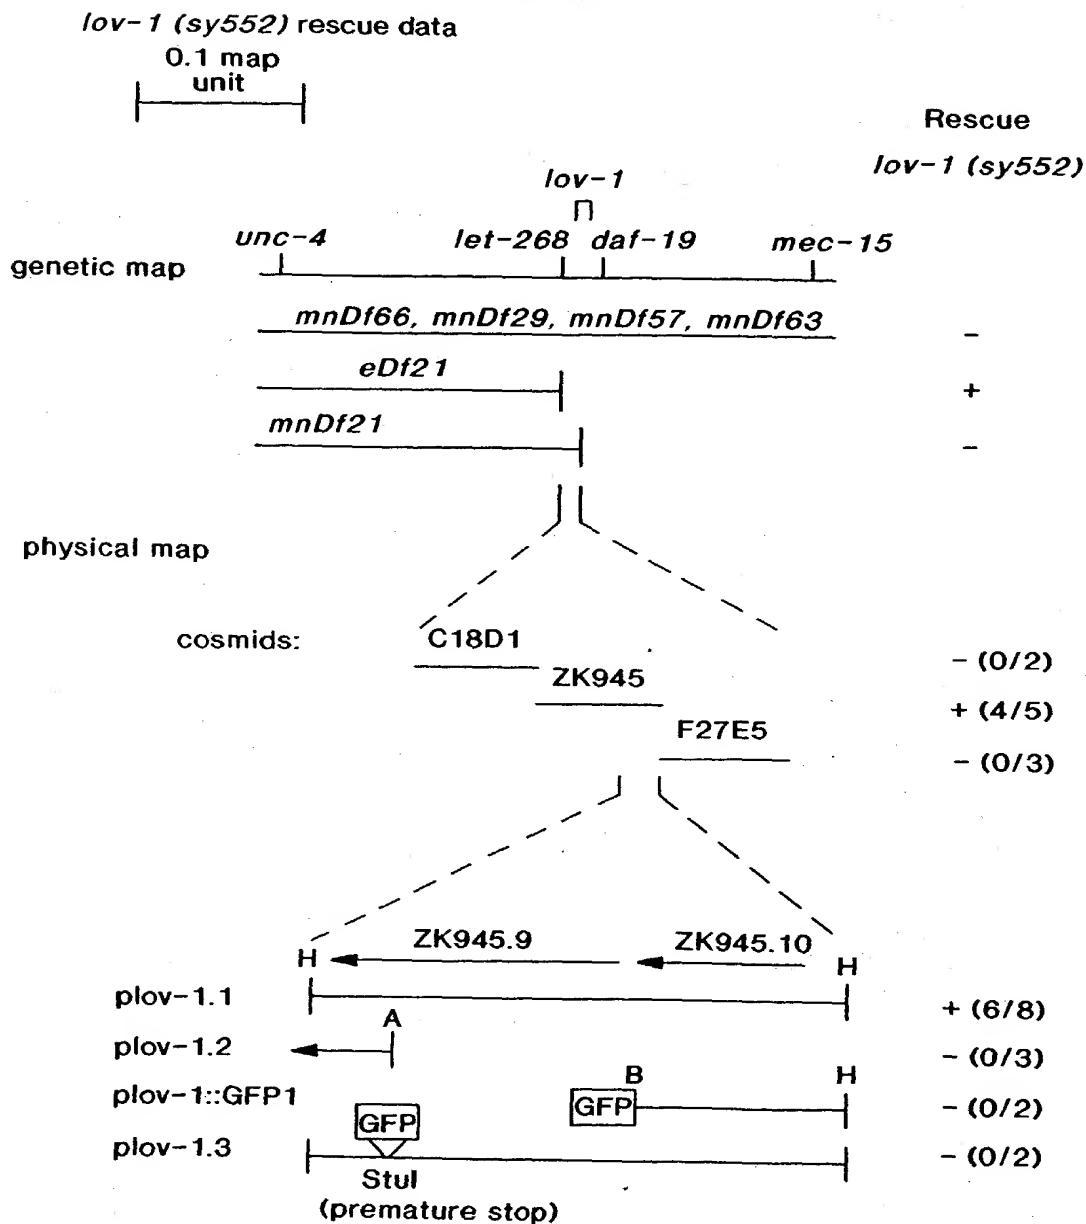 lov-1 (sy552) rescue data
0.1 map
unit
Rescue
lov-1 (sy552)
lov-1
unc-4 let-268 daf-19 mec-15
genetic map
mnDf66, mnDf29, mnDf57, mnDf63 -
eDf21 +
mnDf21 -
physical map
cosmids: C18D1 - (0/2)
ZK945 + (4/5)
F27E5 - (0/3)
H ZK945.9 ZK945.10 H
plov-1.1 + (6/8)
A
plov-1.2 - (0/3)
B H
plov-1::GFP1 GFP - (0/2)
GFP
plov-1.3 - (0/2)
StuI
(premature stop)